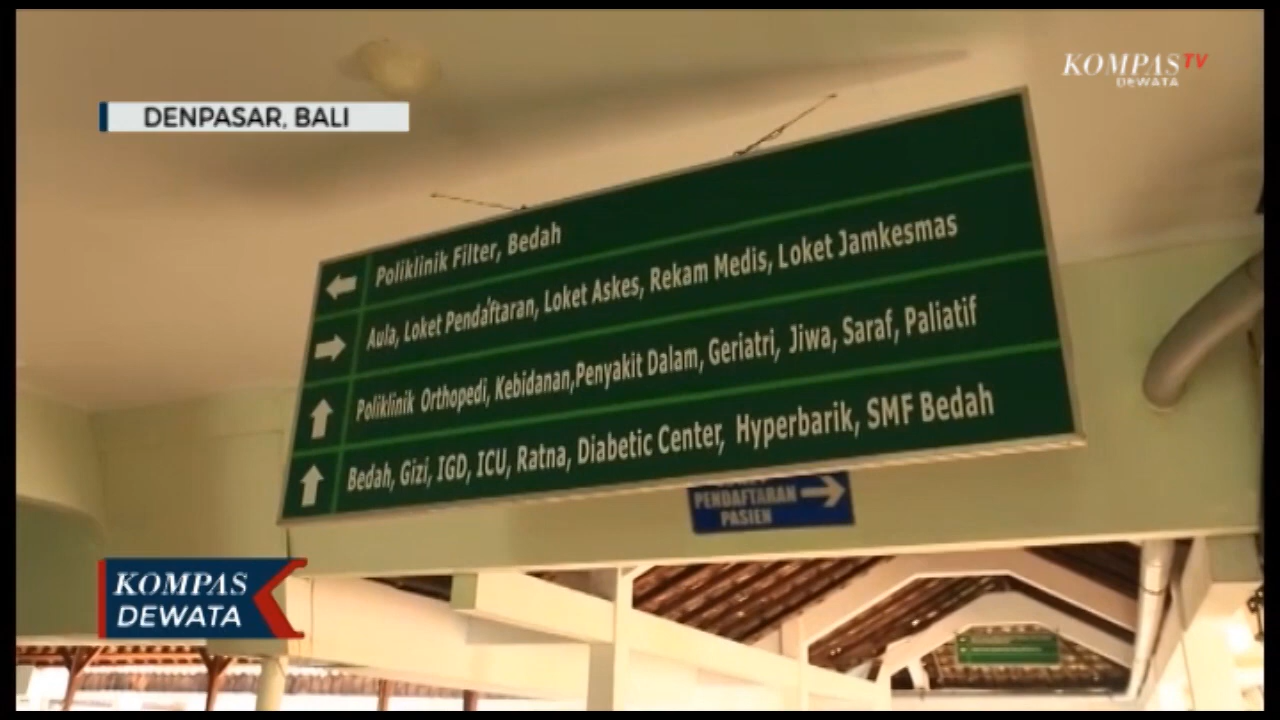 KOMPAS TV
DEWATA
DENPASAR, BALI
Poliklinik Filter, Bedah
Aula, Loket Pendaftaran, Loket Askes, Rekam Medis, Loket Jamkesmas
Poliklinik Orthopedi, Kebidanan,Penyakit Dalam, Geriatri, Jiwa, Saraf, Paliatif
Bedah, Gizi, IGD, ICU, Ratna, Diabetic Center, Hyperbarik, SMF Bedah
PENDAFTARAN
PASIEN
KOMPAS
DEWATA